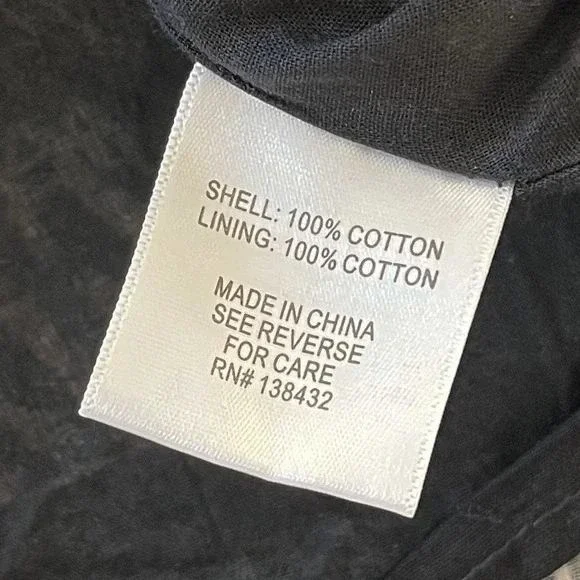 SHELL: 100% COTTON
LINING: 100% COTTON
MADE IN CHINA
SEE REVERSE
FOR CARE
RN# 138432